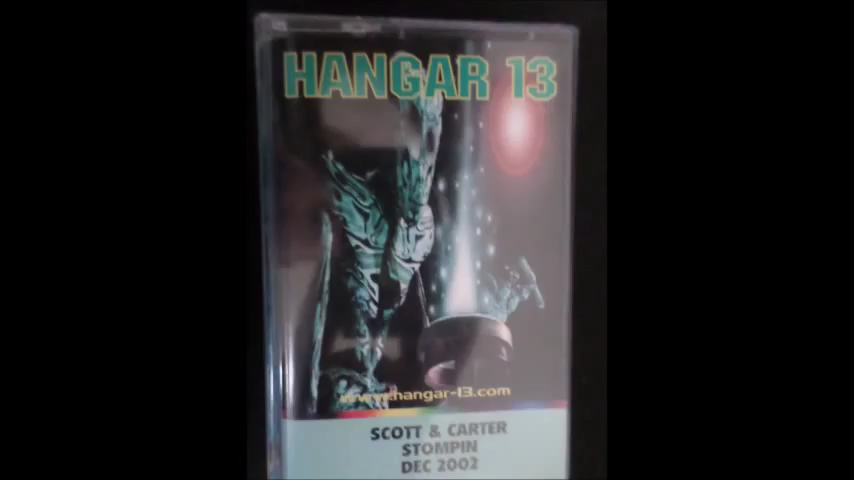 HANGAR 13
www.hangar-13.com
SCOTT & CARTER
STOMPIN
DEC 2002